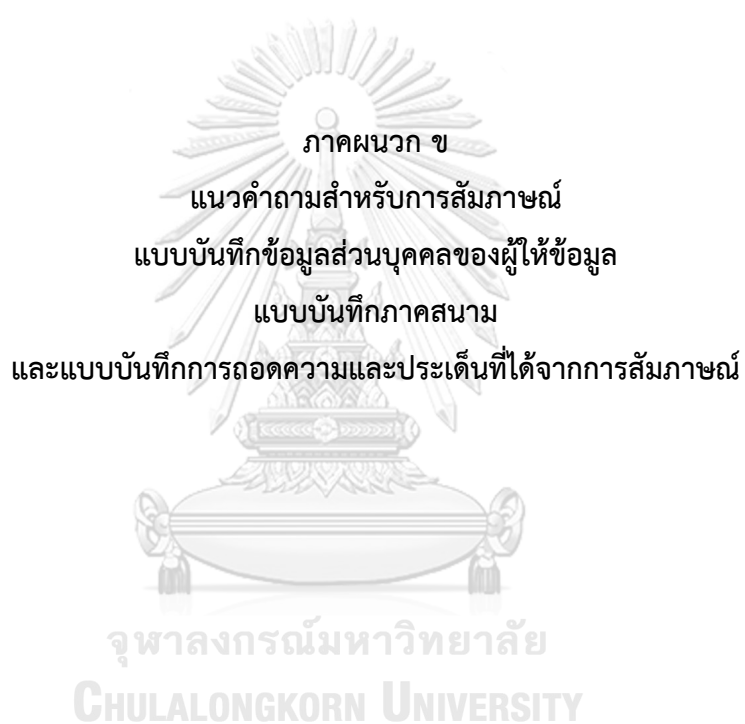 ภาคผนวก ข
แนวคำถามสำหรับการสัมภาษณ์
แบบบันทึกข้อมูลส่วนบุคคลของผู้ให้ข้อมูล
แบบบันทึกภาคสนาม
และแบบบันทึกการถอดความและประเด็นที่ได้จากการสัมภาษณ์
จุฬาลงกรณ์มหาวิทยาลัย
CHULALONGKORN UNIVERSITY